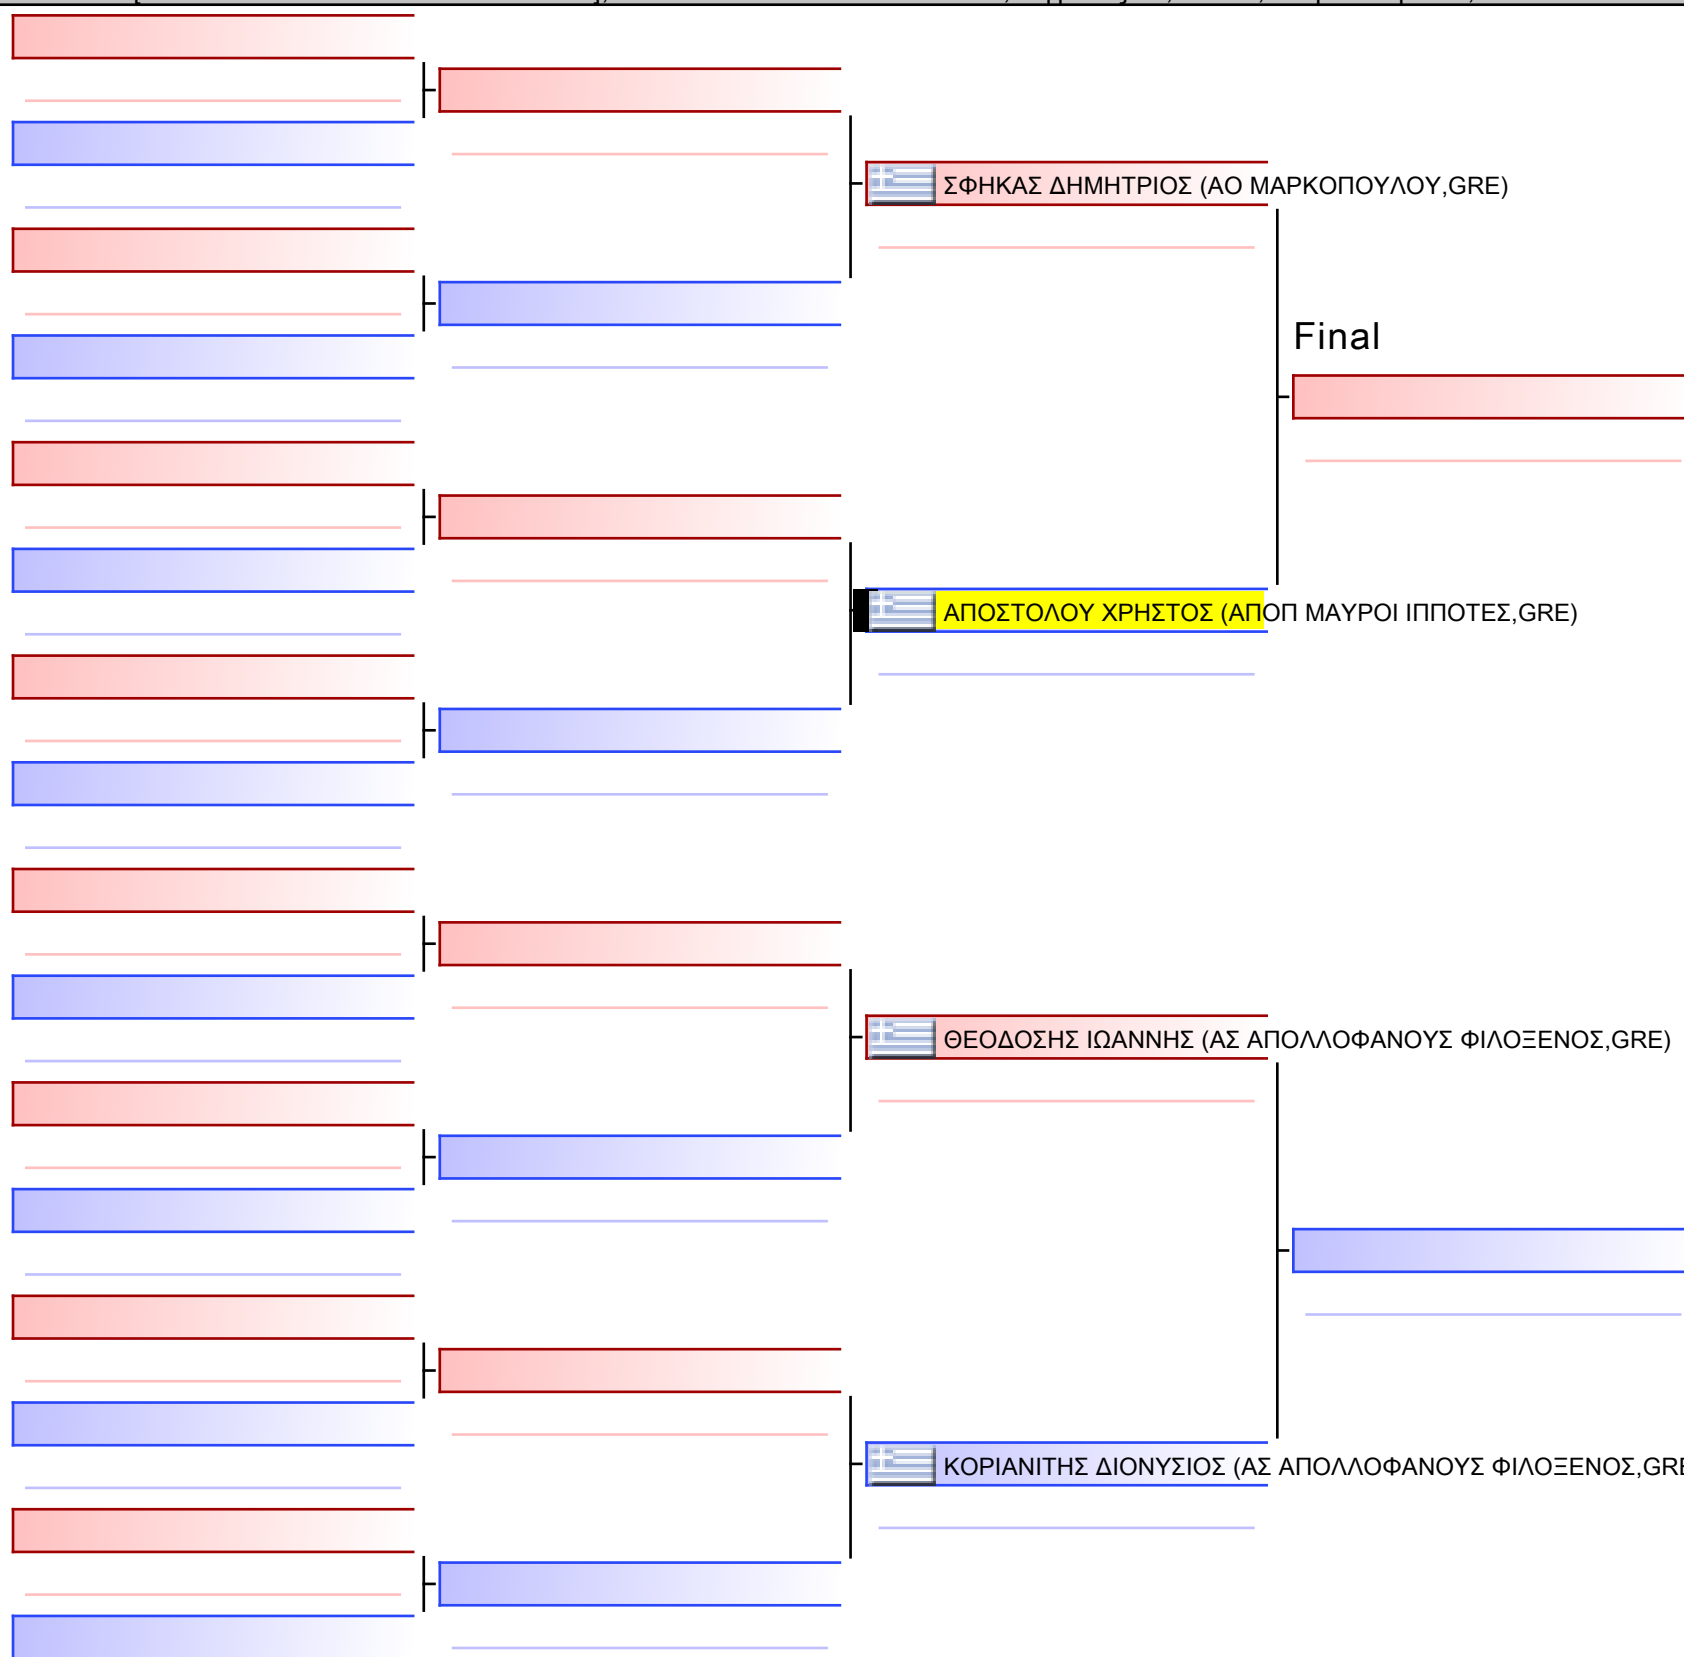 ΣΦΗΚΑΣ ΔΗΜΗΤΡΙΟΣ (ΑΟ ΜΑΡΚΟΠΟΥΛΟΥ,GRE)
Final
ΑΠΟΣΤΟΛΟΥ ΧΡΗΣΤΟΣ (ΑΠΟΠ ΜΑΥΡΟΙ ΙΠΠΟΤΕΣ,GRE)
ΘΕΟΔΟΣΗΣ ΙΩΑΝΝΗΣ (ΑΣ ΑΠΟΛΛΟΦΑΝΟΥΣ ΦΙΛΟΞΕΝΟΣ,GRE)
ΚΟΡΙΑΝΙΤΗΣ ΔΙΟΝΥΣΙΟΣ (ΑΣ ΑΠΟΛΛΟΦΑΝΟΥΣ ΦΙΛΟΞΕΝΟΣ,GRE